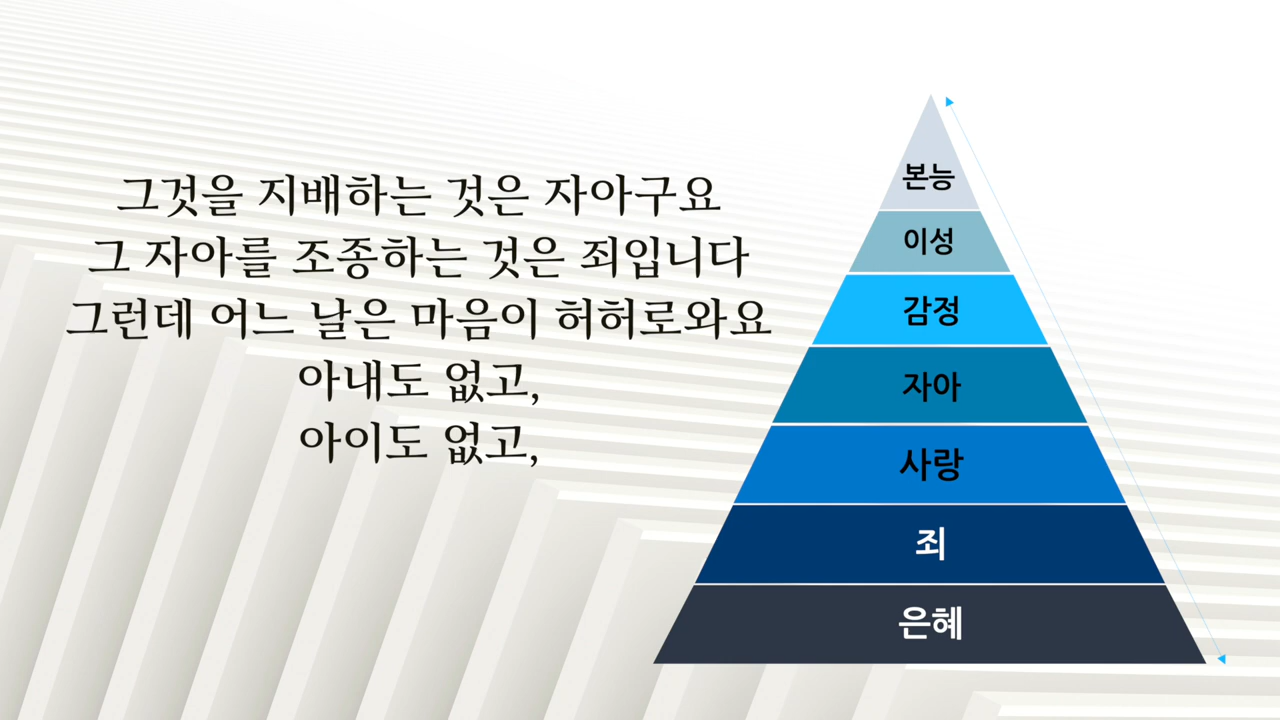 그것을 지배하는 것은 자아구요
그 자아를 조종하는 것은 죄입니다
그런데 어느 날은 마음이 허허로와요
아내도 없고,
아이도 없고,
본능
이성
감정
자아
사랑
죄
은혜